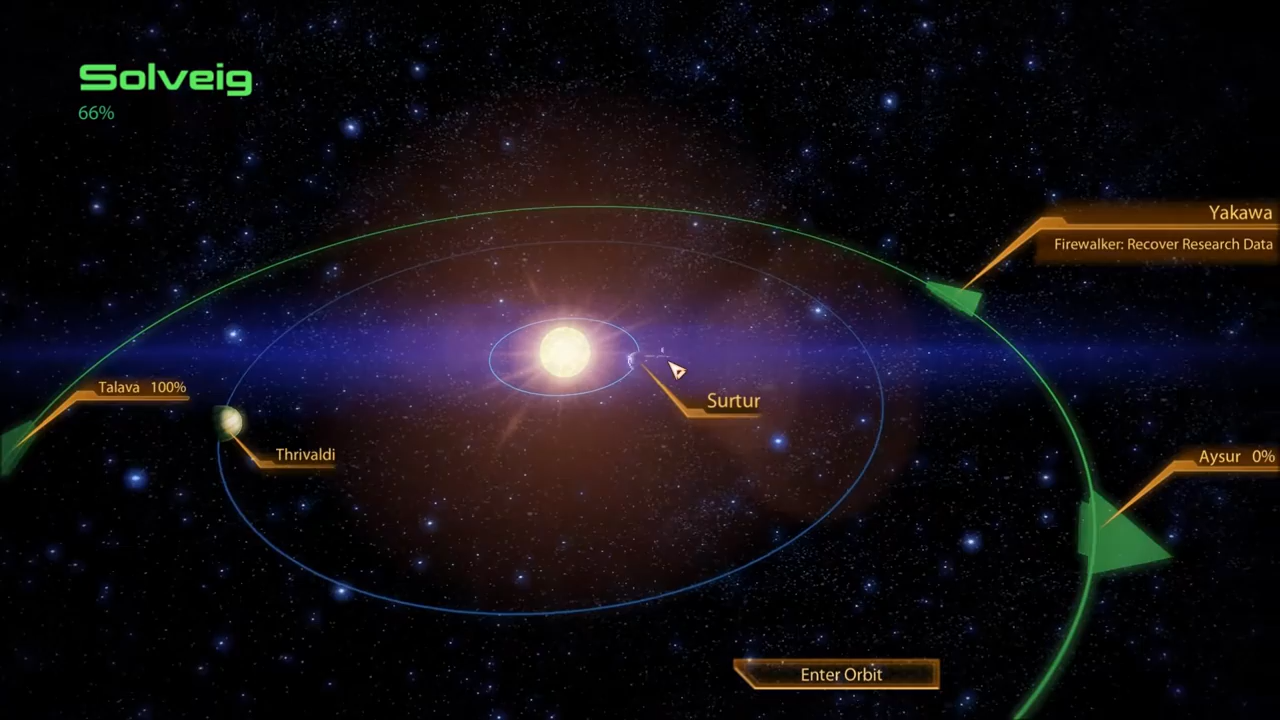 Solveig
66%
Yakawa
Firewalker: Recover Research Data
Talava 100%
Surtur
Thrivaldi
Aysur 0%
Enter Orbit